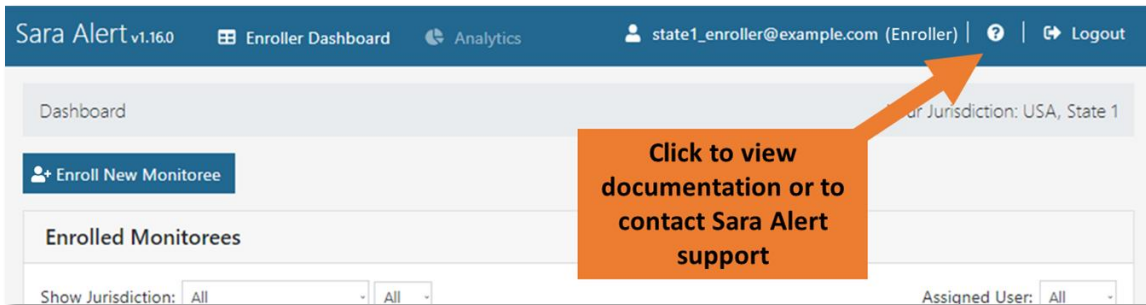 Sara Alert v1.16.0 Enroller Dashboard Analytics state1_enroller@example.com (Enroller) ? Logout
Dashboard Jurisdiction: USA, State 1
Enroll New Monitoree
Click to view
documentation or to
contact Sara Alert
support
Enrolled Monitorees
Show Jurisdiction: All All Assigned User: All